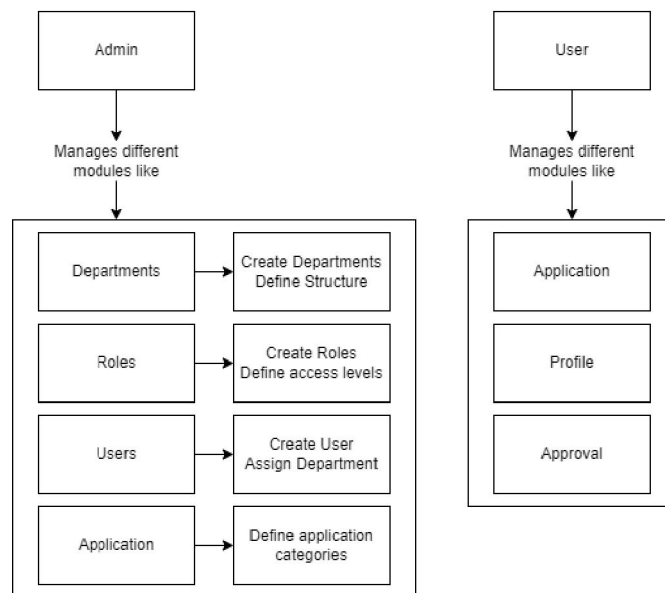 Admin
Manages different
modules like
Departments
Create Departments
Define Structure
Roles
Create Roles
Define access levels
Users
Create User
Assign Department
Application
Define application
categories
User
Manages different
modules like
Application
Profile
Approval